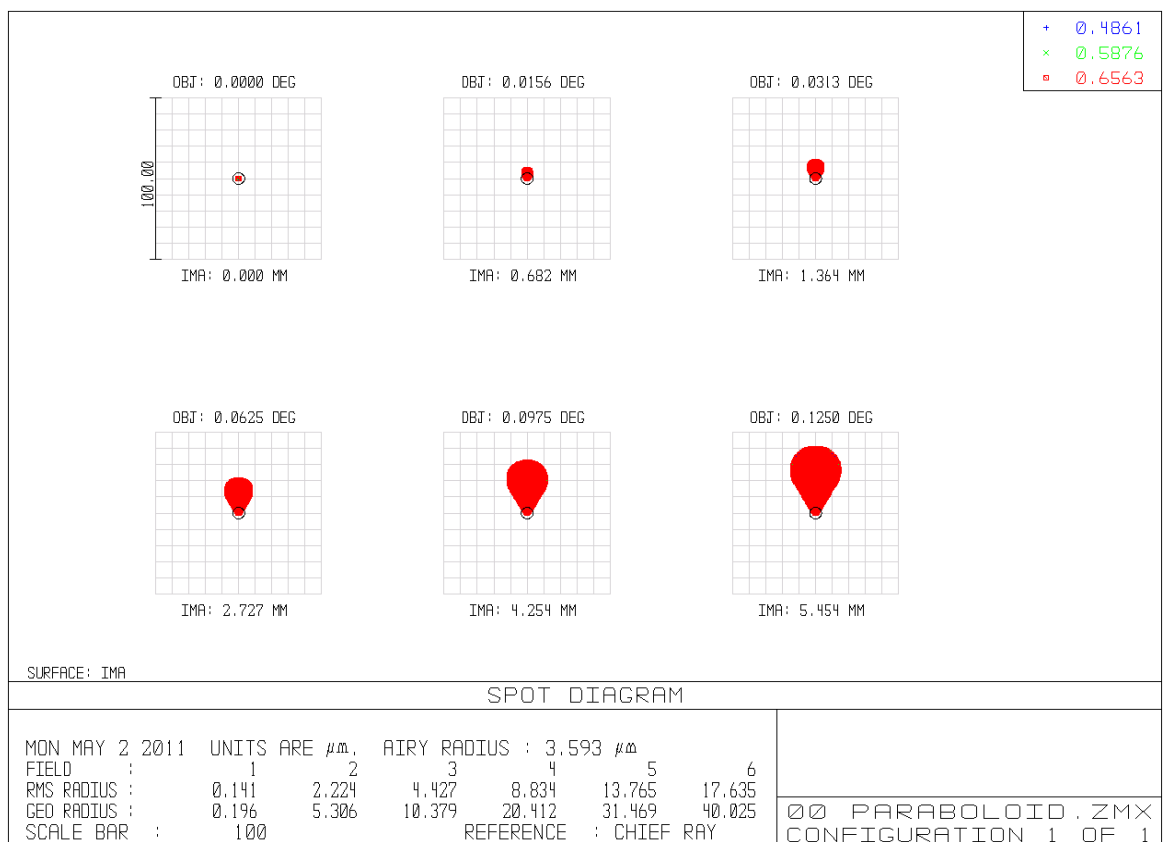 0.4861
0.5876
0.6563
OBJ: 0.0000 DEG OBJ: 0.0156 DEG OBJ: 0.0313 DEG
100.00
IMA: 0.000 MM IMA: 0.682 MM IMA: 1.364 MM
OBJ: 0.0625 DEG OBJ: 0.0975 DEG OBJ: 0.1250 DEG
IMA: 2.727 MM IMA: 4.254 MM IMA: 5.454 MM
SURFACE: IMA
SPOT DIAGRAM
MON MAY 2 2011 UNITS ARE µm. AIRY RADIUS : 3.593 µm
FIELD : 1 2 3 4 5 6
RMS RADIUS : 0.141 2.224 4.427 8.834 13.765 17.635
GEO RADIUS : 0.196 5.306 10.379 20.412 31.469 40.025
SCALE BAR : 100 REFERENCE : CHIEF RAY
00 PARABOLOID.ZMX
CONFIGURATION 1 OF 1